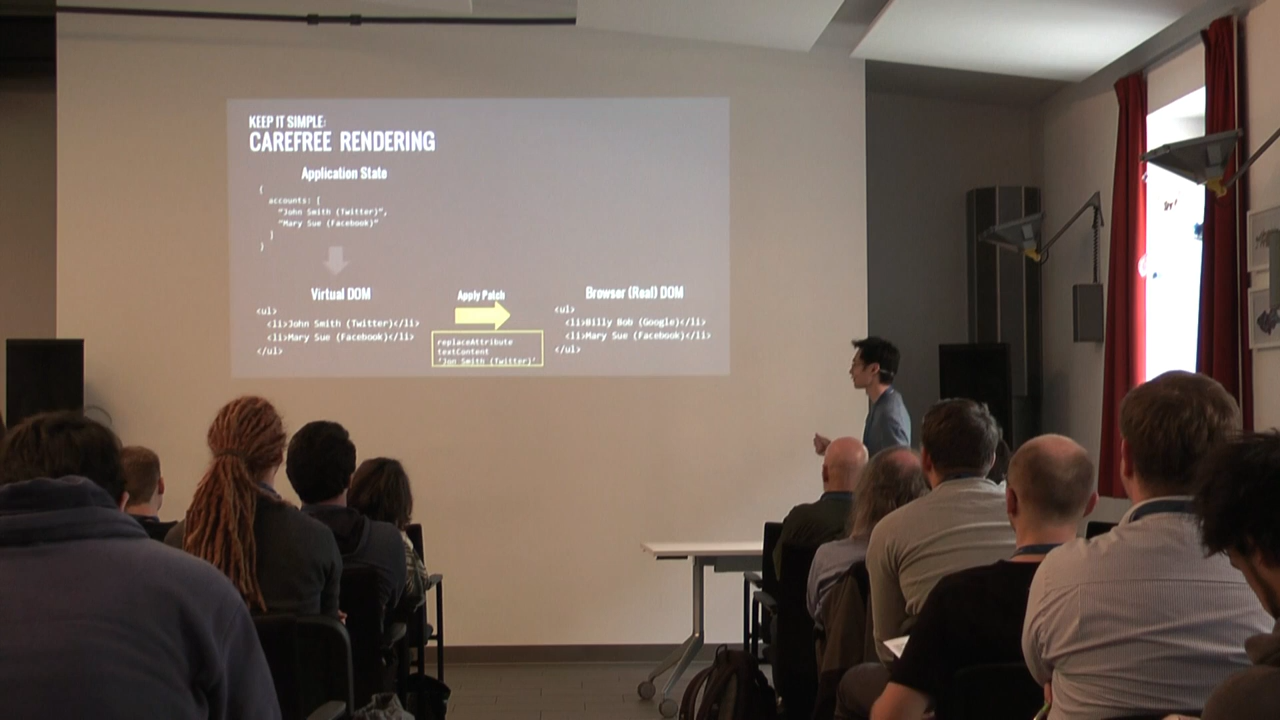 KEEP IT SIMPLE:
CAREFREE RENDERING
Application State
{
accounts: [
"John Smith (Twitter)",
"Mary Sue (Facebook)"
]
}
Virtual DOM
<ul>
<li>John Smith (Twitter)</li>
<li>Mary Sue (Facebook)</li>
</ul>
Apply Patch
replaceAttribute
textContent
'Jon Smith (Twitter)'
Browser (Real) DOM
<ul>
<li>Billy Bob (Google)</li>
<li>Mary Sue (Facebook)</li>
</ul>